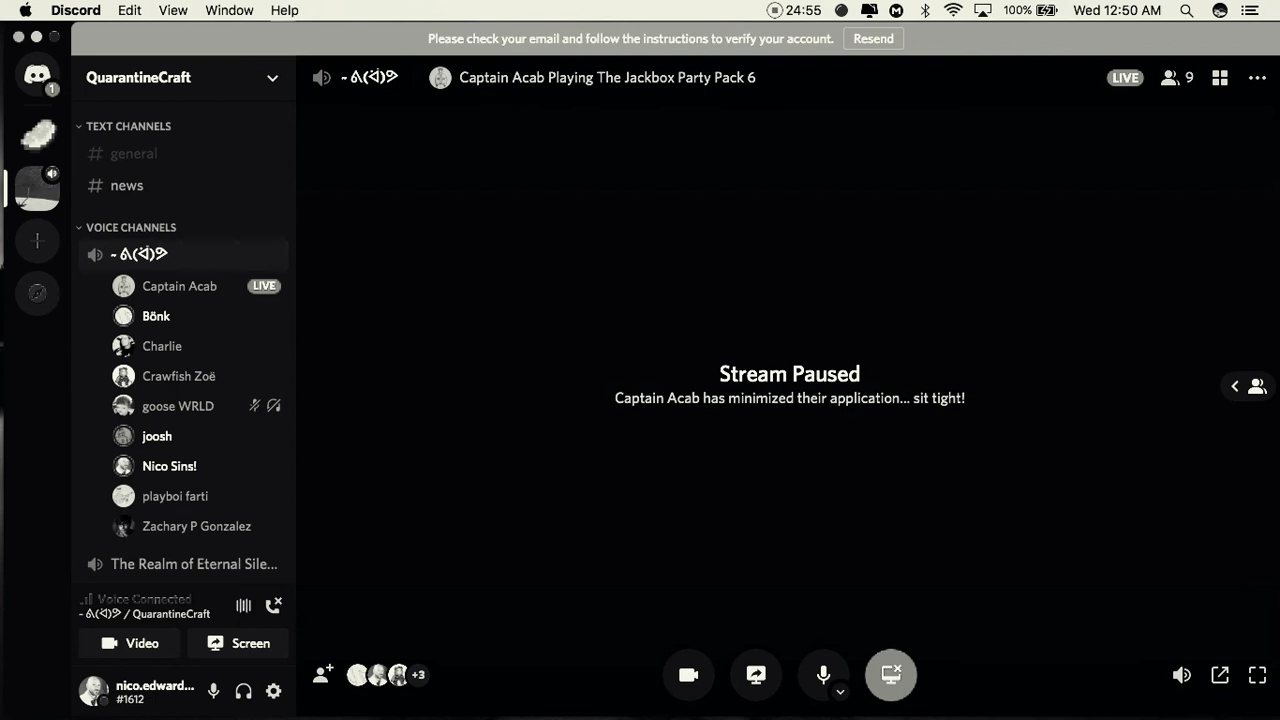 Discord Edit View Window Help 24:55 100% Wed 12:50 AM
Please check your email and follow the instructions to verify your account. Resend
QuarantineCraft
Captain Acab Playing The Jackbox Party Pack 6
LIVE 9
1
TEXT CHANNELS
# general
# news
VOICE CHANNELS
Captain Acab LIVE
Bönk
Charlie
Crawfish Zoë
goose WRLD
joosh
Nico Sins!
playboi farti
Zachary P Gonzalez
The Realm of Eternal Sile...
Stream Paused
Captain Acab has minimized their application... sit tight!
Voice Connected
/ QuarantineCraft
Video Screen
nico.edward...
#1612
+3